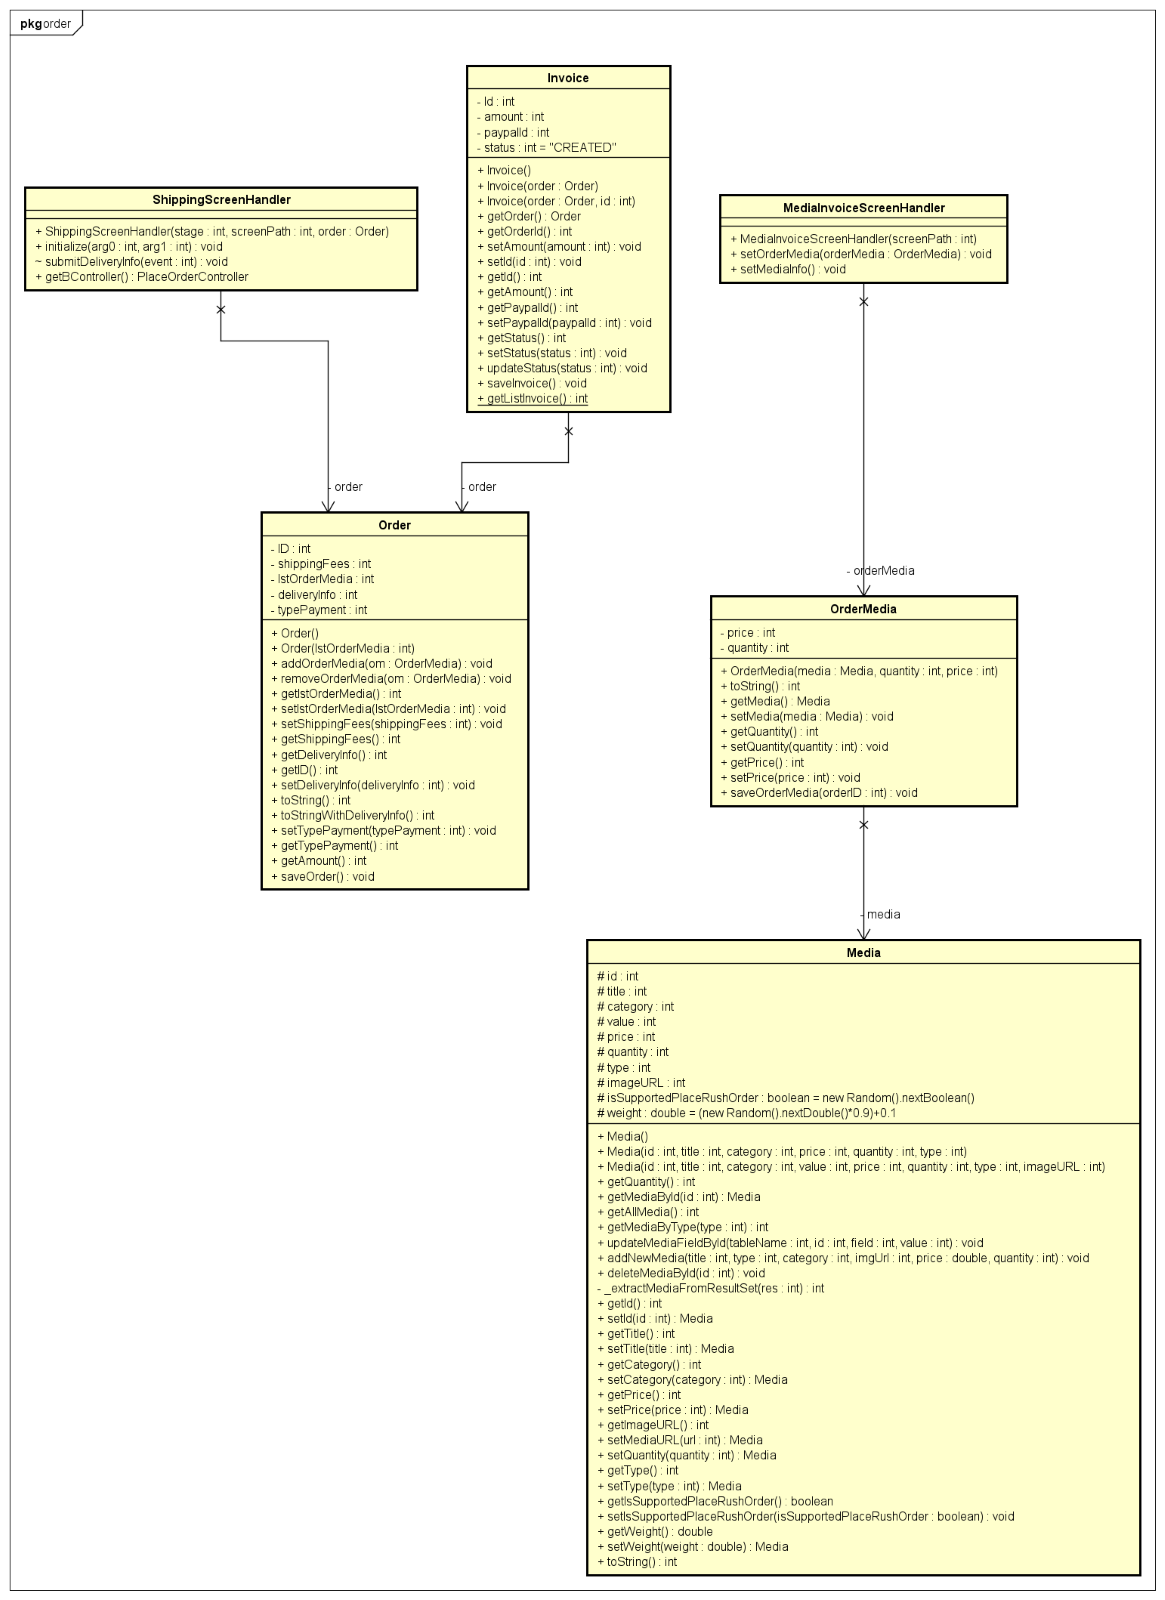 pkg order
Invoice
- Id : int
- amount : int
- paypalId : int
- status : int = "CREATED"
+ Invoice()
+ Invoice(order : Order)
+ Invoice(order : Order, id : int)
+ getOrder() : Order
+ getOrderId() : int
+ setAmount(amount : int) : void
+ setId(id : int) : void
+ getId() : int
+ getAmount() : int
+ getPaypalId() : int
+ setPaypalId(paypalId : int) : void
+ getStatus() : int
+ setStatus(status : int) : void
+ updateStatus(status : int) : void
+ saveInvoice() : void
+ getListInvoice() : int
ShippingScreenHandler
+ ShippingScreenHandler(stage : int, screenPath : int, order : Order)
+ initialize(arg0 : int, arg1 : int) : void
~ submitDeliveryInfo(event : int) : void
+ getBController() : PlaceOrderController
MediaInvoiceScreenHandler
+ MediaInvoiceScreenHandler(screenPath : int)
+ setOrderMedia(orderMedia : OrderMedia) : void
+ setMediaInfo() : void
- order
- order
Order
- ID : int
- shippingFees : int
- lstOrderMedia : int
- deliveryInfo : int
- typePayment : int
+ Order()
+ Order(lstOrderMedia : int)
+ addOrderMedia(om : OrderMedia) : void
+ removeOrderMedia(om : OrderMedia) : void
+ getlstOrderMedia() : int
+ setlstOrderMedia(lstOrderMedia : int) : void
+ setShippingFees(shippingFees : int) : void
+ getShippingFees() : int
+ getDeliveryInfo() : int
+ getID() : int
+ setDeliveryInfo(deliveryInfo : int) : void
+ toString() : int
+ toStringWithDeliveryInfo() : int
+ setTypePayment(typePayment : int) : void
+ getTypePayment() : int
+ getAmount() : int
+ saveOrder() : void
- orderMedia
OrderMedia
- price : int
- quantity : int
+ OrderMedia(media : Media, quantity : int, price : int)
+ toString() : int
+ getMedia() : Media
+ setMedia(media : Media) : void
+ getQuantity() : int
+ setQuantity(quantity : int) : void
+ getPrice() : int
+ setPrice(price : int) : void
+ saveOrderMedia(orderID : int) : void
- media
Media
# id : int
# title : int
# category : int
# value : int
# price : int
# quantity : int
# type : int
# imageURL : int
# isSupportedPlaceRushOrder : boolean = new Random().nextBoolean()
# weight : double = (new Random().nextDouble()*0.9)+0.1
+ Media()
+ Media(id : int, title : int, category : int, price : int, quantity : int, type : int)
+ Media(id : int, title : int, category : int, value : int, price : int, quantity : int, type : int, imageURL : int)
+ getQuantity() : int
+ getMediaById(id : int) : Media
+ getAllMedia() : int
+ getMediaByType(type : int) : int
+ updateMediaFieldById(tableName : int, id : int, field : int, value : int) : void
+ addNewMedia(title : int, type : int, category : int, imgUrl : int, price : double, quantity : int) : void
+ deleteMediaById(id : int) : void
- _extractMediaFromResultSet(res : int) : int
+ getId() : int
+ setId(id : int) : Media
+ getTitle() : int
+ setTitle(title : int) : Media
+ getCategory() : int
+ setCategory(category : int) : Media
+ getPrice() : int
+ setPrice(price : int) : Media
+ getImageURL() : int
+ setMediaURL(url : int) : Media
+ setQuantity(quantity : int) : Media
+ getType() : int
+ setType(type : int) : Media
+ getIsSupportedPlaceRushOrder() : boolean
+ setIsSupportedPlaceRushOrder(isSupportedPlaceRushOrder : boolean) : void
+ getWeight() : double
+ setWeight(weight : double) : Media
+ toString() : int